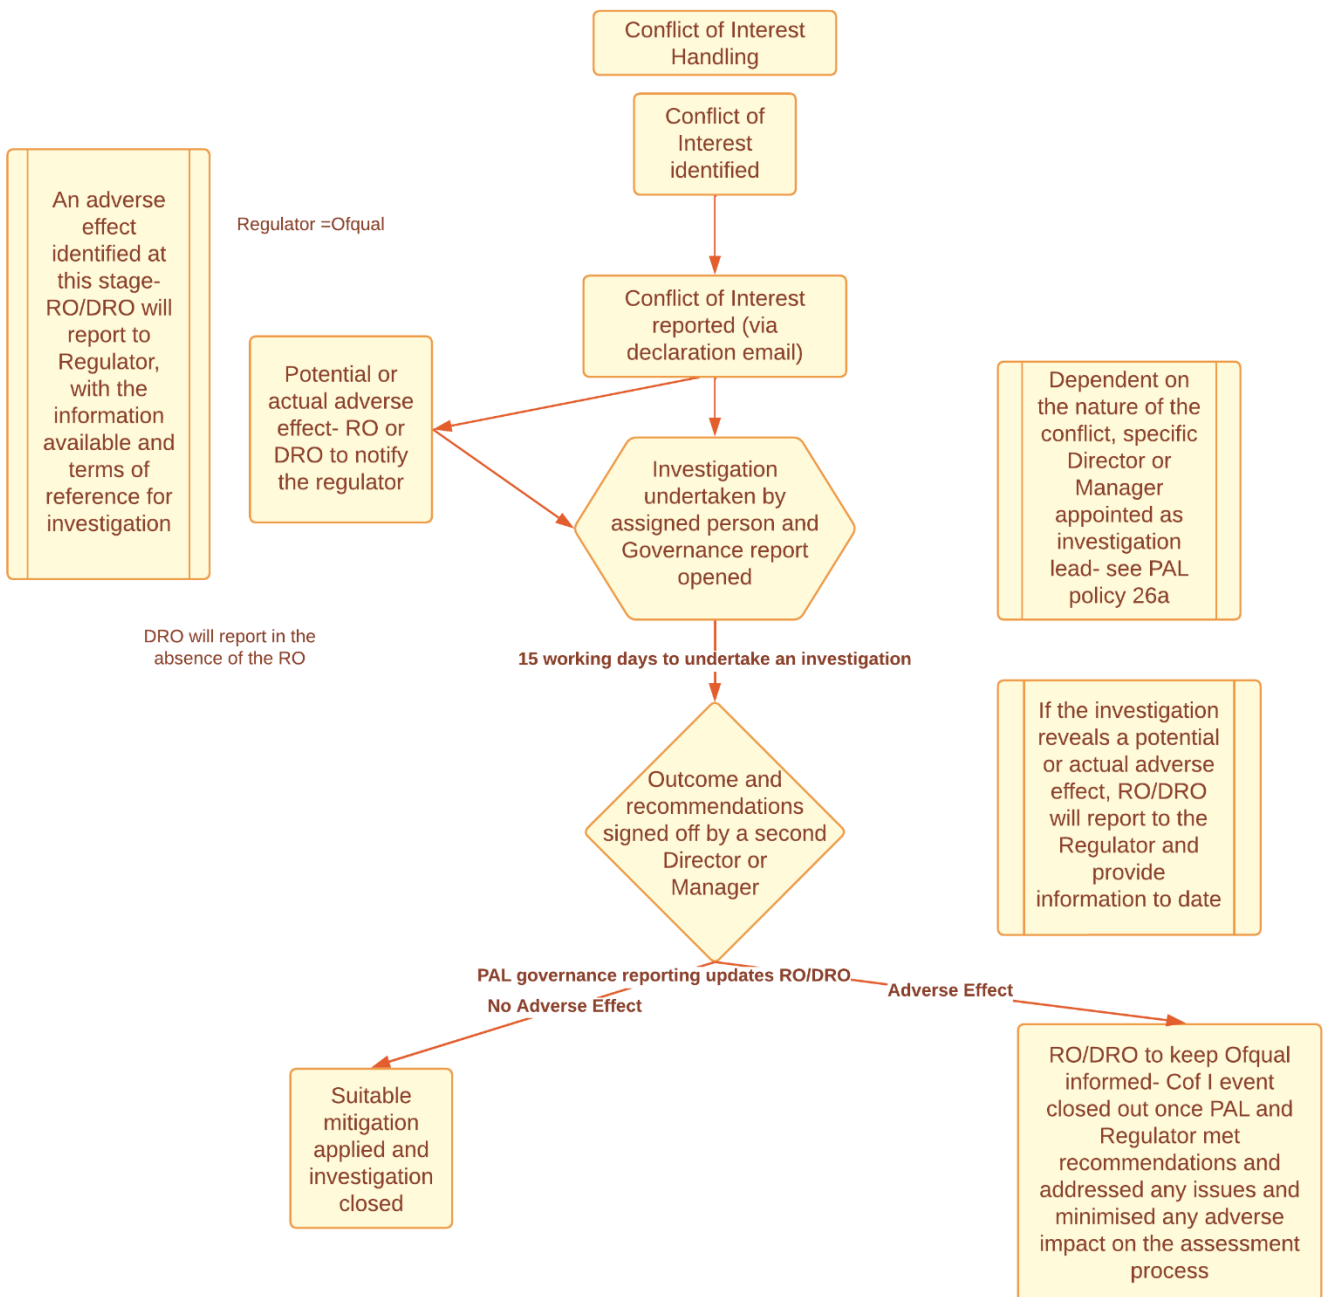 Conflict of Interest
Handling
Conflict of
Interest
identified
An adverse
effect
identified at
this stage-
RO/DRO will
report to
Regulator,
with the
information
available and
terms of
reference for
investigation
Regulator =Ofqual
Conflict of Interest
reported (via
declaration email)
Potential or
actual adverse
effect- RO or
DRO to notify
the regulator
Dependent on
the nature of the
conflict, specific
Director or
Manager
appointed as
investigation
lead- see PAL
policy 26a
Investigation
undertaken by
assigned person and
Governance report
opened
DRO will report in the
absence of the RO
15 working days to undertake an investigation
If the investigation
reveals a potential
or actual adverse
effect, RO/DRO
will report to the
Regulator and
provide
information to date
Outcome and
recommendations
signed off by a second
Director or
Manager
PAL governance reporting updates RO/DRO
No Adverse Effect
Adverse Effect
Suitable
mitigation
applied and
investigation
closed
RO/DRO to keep Ofqual
informed- Cof I event
closed out once PAL and
Regulator met
recommendations and
addressed any issues and
minimised any adverse
impact on the assessment
process